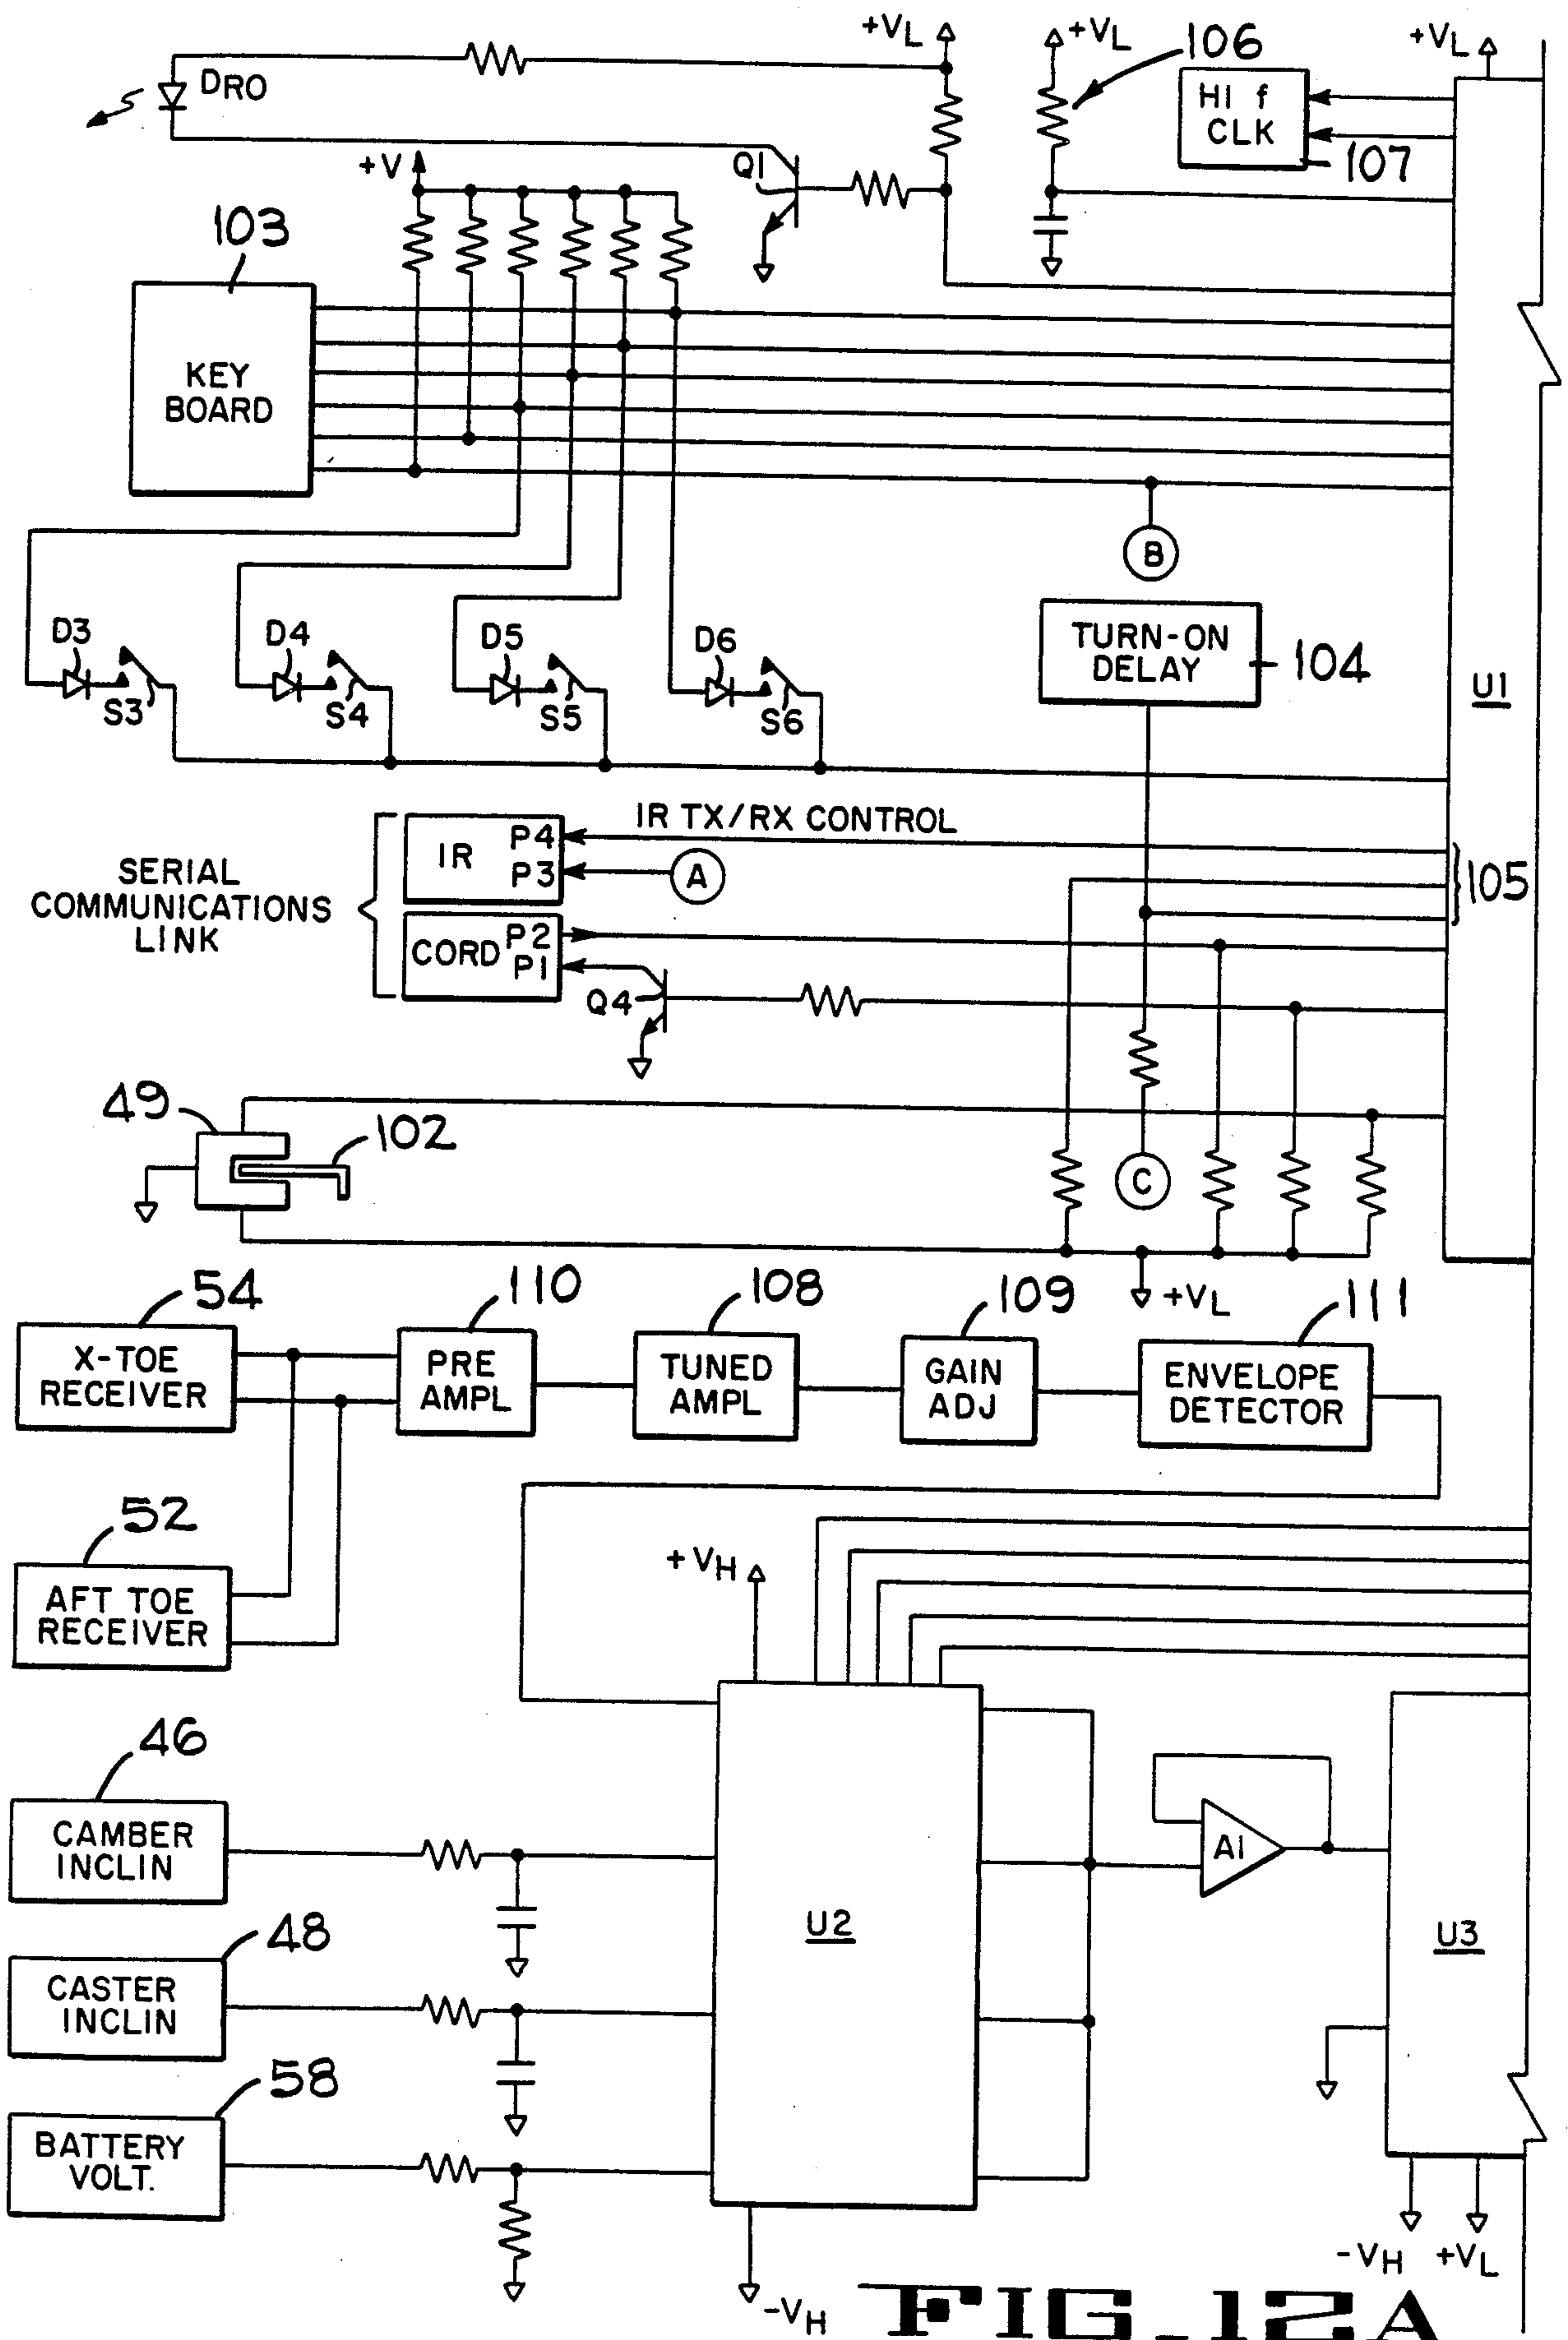 +VL
+VL
106
+VL
DRO
HI f
CLK
107
+V
Q1
103
KEY
BOARD
B
D3
D4
D5
D6
S3
S4
S5
S6
TURN-ON
DELAY
104
U1
SERIAL
COMMUNICATIONS
LINK
IR
P4
P3
IR TX/RX CONTROL
A
105
CORD
P2
P1
Q4
49
102
C
+VL
54
110
108
109
111
X-TOE
RECEIVER
PRE
AMPL
TUNED
AMPL
GAIN
ADJ
ENVELOPE
DETECTOR
52
AFT TOE
RECEIVER
+VH
46
CAMBER
INCLIN
A1
U2
U3
48
CASTER
INCLIN
58
BATTERY
VOLT.
-VH
-VH
+VL
FIG.12A